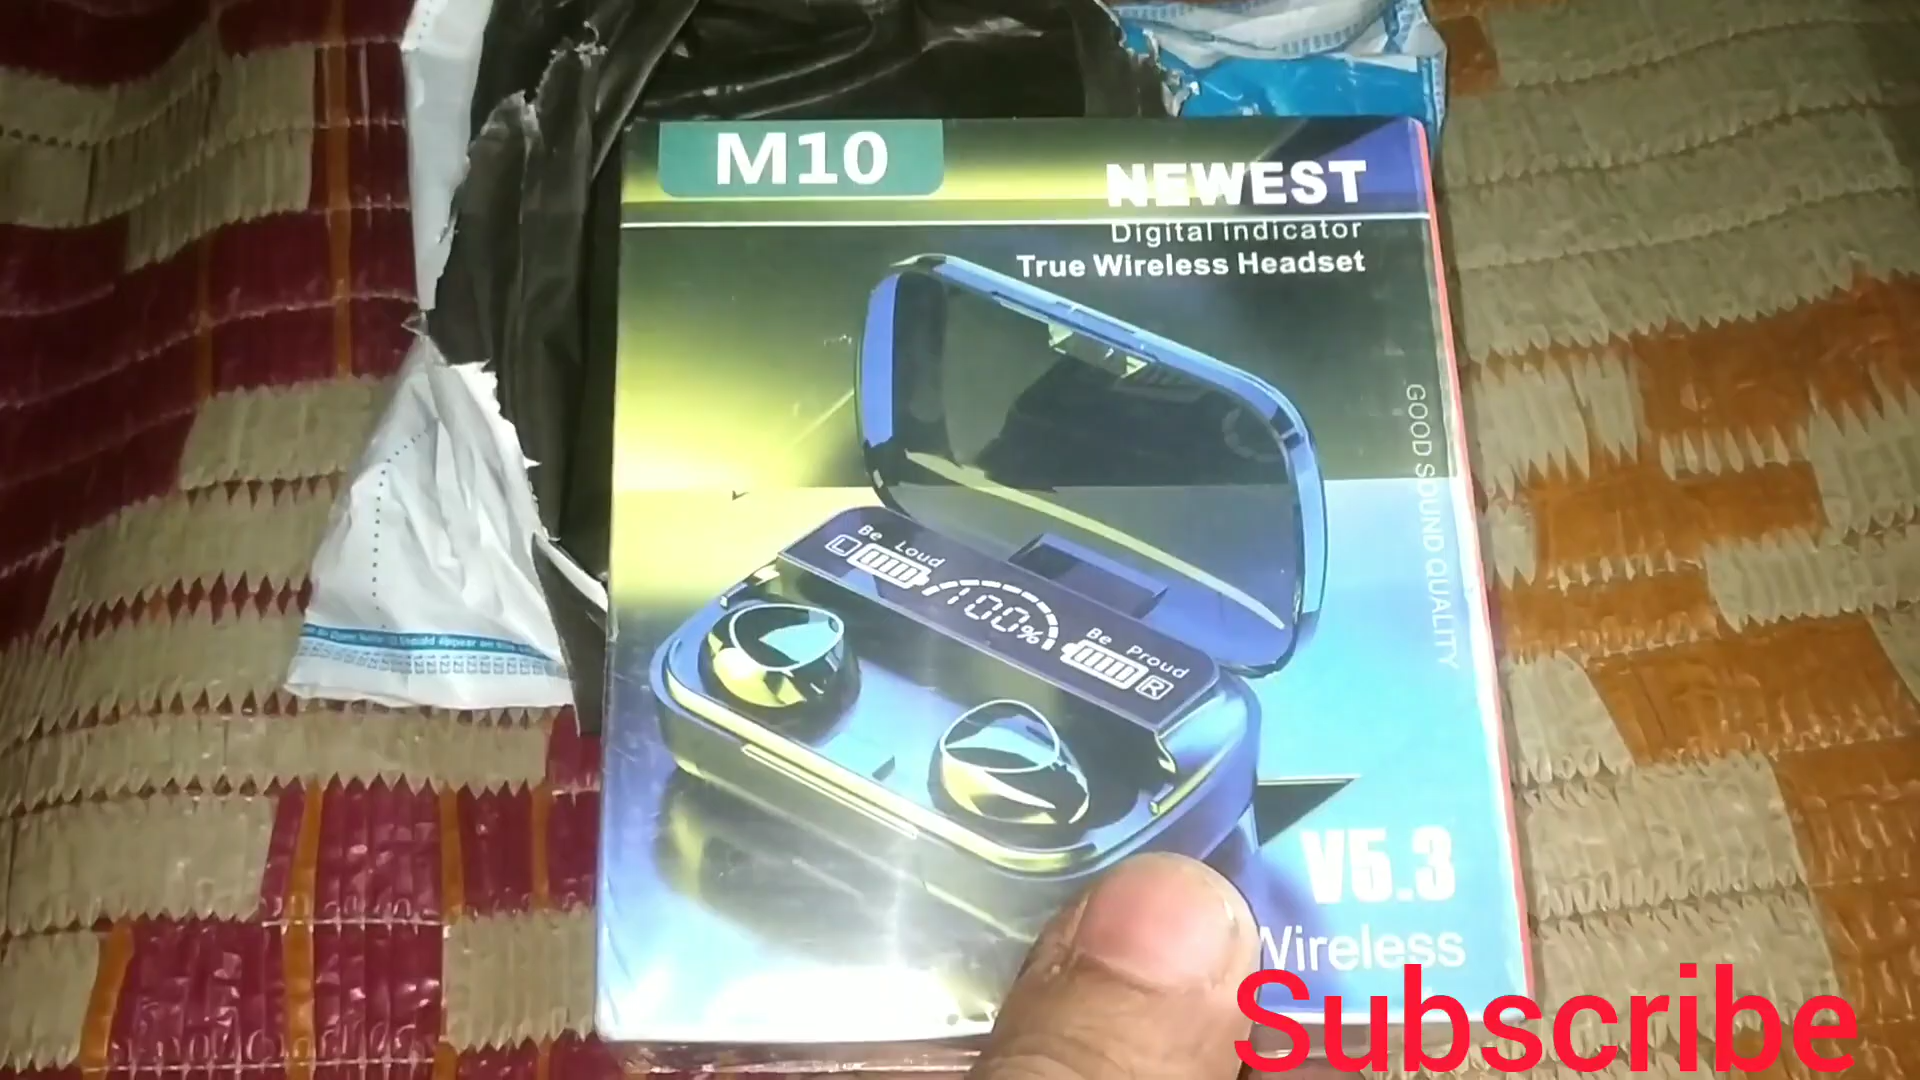 M10
NEWEST
Digital indicator
True Wireless Headset
GOOD SOUND QUALITY
Be Loud
L
100%
Be Proud
R
V5.3
Wireless
Subscribe